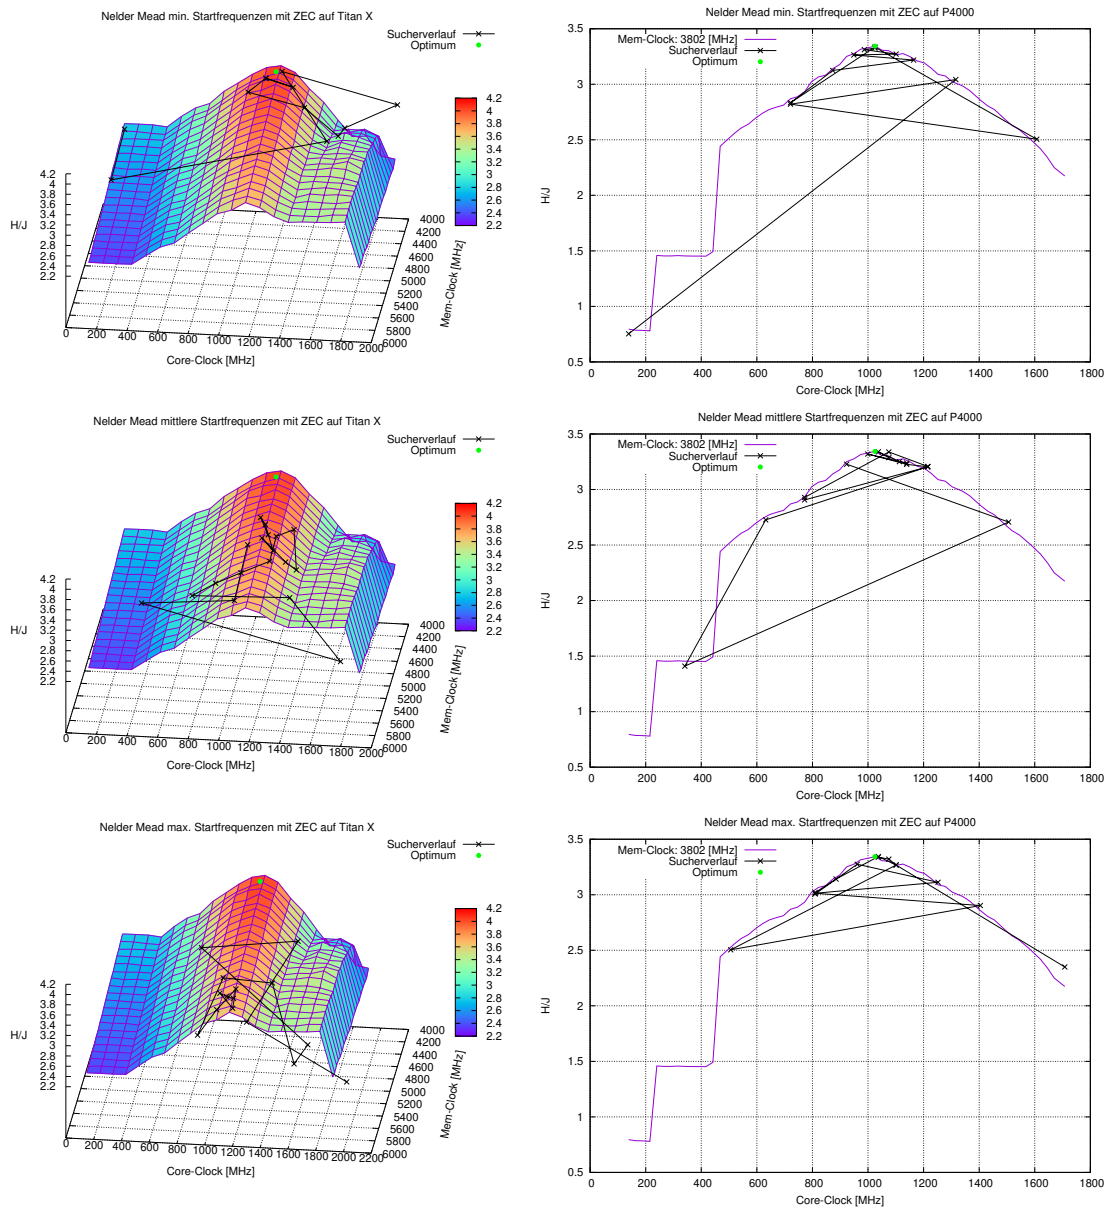 Nelder Mead min. Startfrequenzen mit ZEC auf Titan X
Sucherverlauf
Optimum
4.2
4
3.8
3.6
3.4
3.2
3
2.8
2.6
2.4
2.2
H/J
4.2
4
3.8
3.6
3.4
3.2
3
2.8
2.6
2.4
2.2
0 200 400 600 800 1000 1200 1400 1600 1800 2000
Core-Clock [MHz]
4000
4200
4400
4600
4800
5000
5200
5400
5600
5800
6000
Mem-Clock [MHz]
Nelder Mead min. Startfrequenzen mit ZEC auf P4000
Mem-Clock: 3802 [MHz]
Sucherverlauf
Optimum
3.5
3
2.5
2
1.5
1
0.5
H/J
0 200 400 600 800 1000 1200 1400 1600 1800
Core-Clock [MHz]
Nelder Mead mittlere Startfrequenzen mit ZEC auf Titan X
Sucherverlauf
Optimum
4.2
4
3.8
3.6
3.4
3.2
3
2.8
2.6
2.4
2.2
H/J
4.2
4
3.8
3.6
3.4
3.2
3
2.8
2.6
2.4
2.2
0 200 400 600 800 1000 1200 1400 1600 1800 2000
Core-Clock [MHz]
4000
4200
4400
4600
4800
5000
5200
5400
5600
5800
6000
Mem-Clock [MHz]
Nelder Mead mittlere Startfrequenzen mit ZEC auf P4000
Mem-Clock: 3802 [MHz]
Sucherverlauf
Optimum
3.5
3
2.5
2
1.5
1
0.5
H/J
0 200 400 600 800 1000 1200 1400 1600 1800
Core-Clock [MHz]
Nelder Mead max. Startfrequenzen mit ZEC auf Titan X
Sucherverlauf
Optimum
4.2
4
3.8
3.6
3.4
3.2
3
2.8
2.6
2.4
2.2
H/J
4.2
4
3.8
3.6
3.4
3.2
3
2.8
2.6
2.4
2.2
0 200 400 600 800 1000 1200 1400 1600 1800 2000 2200
Core-Clock [MHz]
4000
4200
4400
4600
4800
5000
5200
5400
5600
5800
6000
Mem-Clock [MHz]
Nelder Mead max. Startfrequenzen mit ZEC auf P4000
Mem-Clock: 3802 [MHz]
Sucherverlauf
Optimum
3.5
3
2.5
2
1.5
1
0.5
H/J
0 200 400 600 800 1000 1200 1400 1600 1800
Core-Clock [MHz]